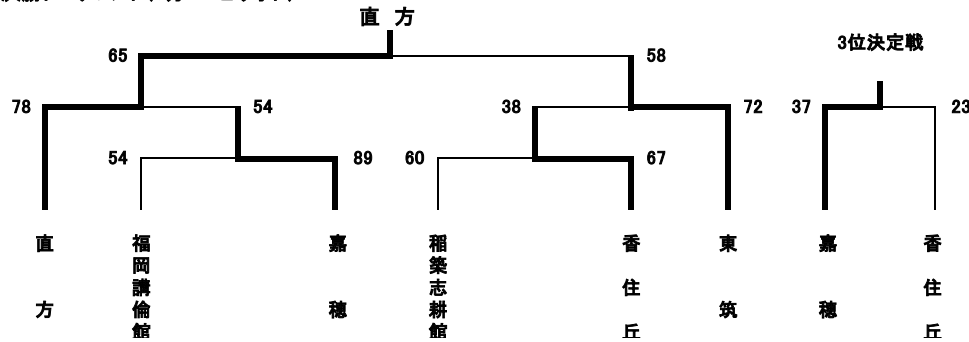 直方
65
58
3位決定戦
78
54
38
72
37
23
54
89
60
67
直方
福岡講倫館
嘉穂
稲築志耕館
香住丘
東筑
嘉穂
香住丘